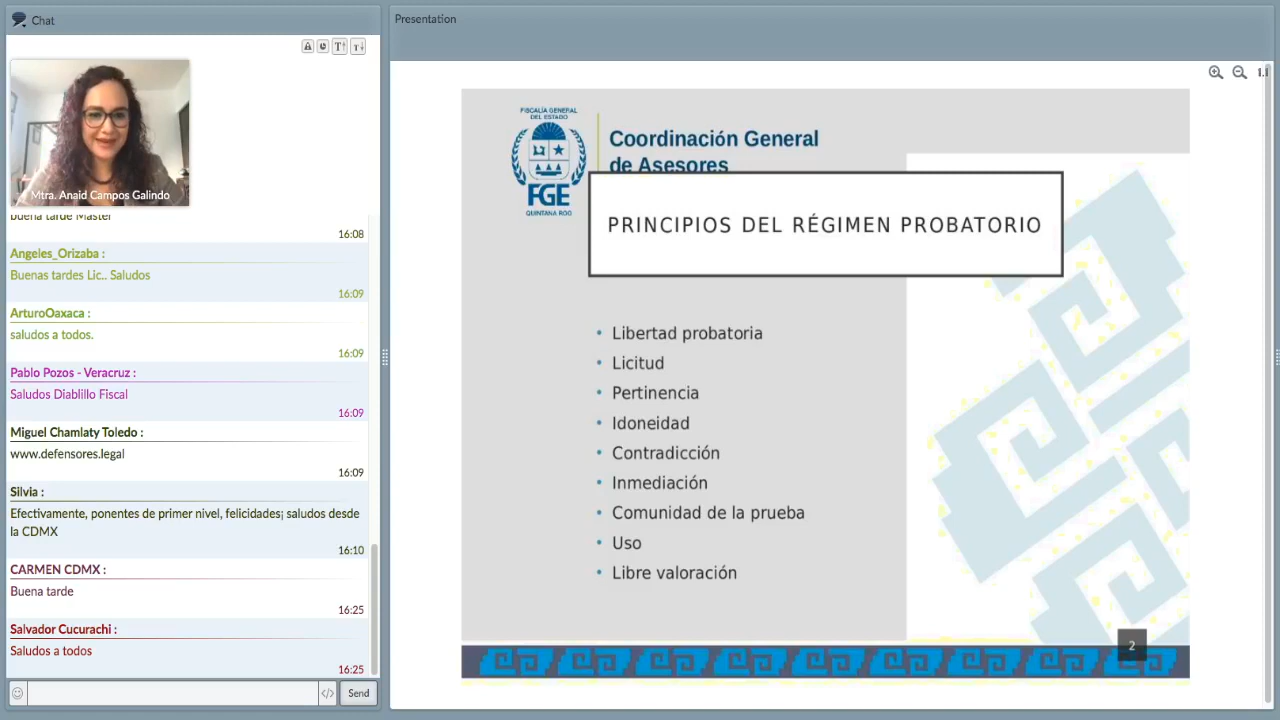 Chat
Mtra. Anaid Campos Galindo
Buena tarde Master
16:08
Angeles_Orizaba :
Buenas tardes Lic.. Saludos
16:09
ArturoOaxaca :
saludos a todos.
16:09
Pablo Pozos - Veracruz :
Saludos Diablillo Fiscal
16:09
Miguel Chamlaty Toledo :
www.defensores.legal
16:09
Silvia :
Efectivamente, ponentes de primer nivel, felicidades¡ saludos desde
la CDMX
16:10
CARMEN CDMX :
Buena tarde
16:25
Salvador Cucurachi :
Saludos a todos
16:25
Send
Presentation
FISCALÍA GENERAL
DEL ESTADO
FGE
QUINTANA ROO
Coordinación General
de Asesores
PRINCIPIOS DEL RÉGIMEN PROBATORIO
• Libertad probatoria
• Licitud
• Pertinencia
• Idoneidad
• Contradicción
• Inmediación
• Comunidad de la prueba
• Uso
• Libre valoración
2